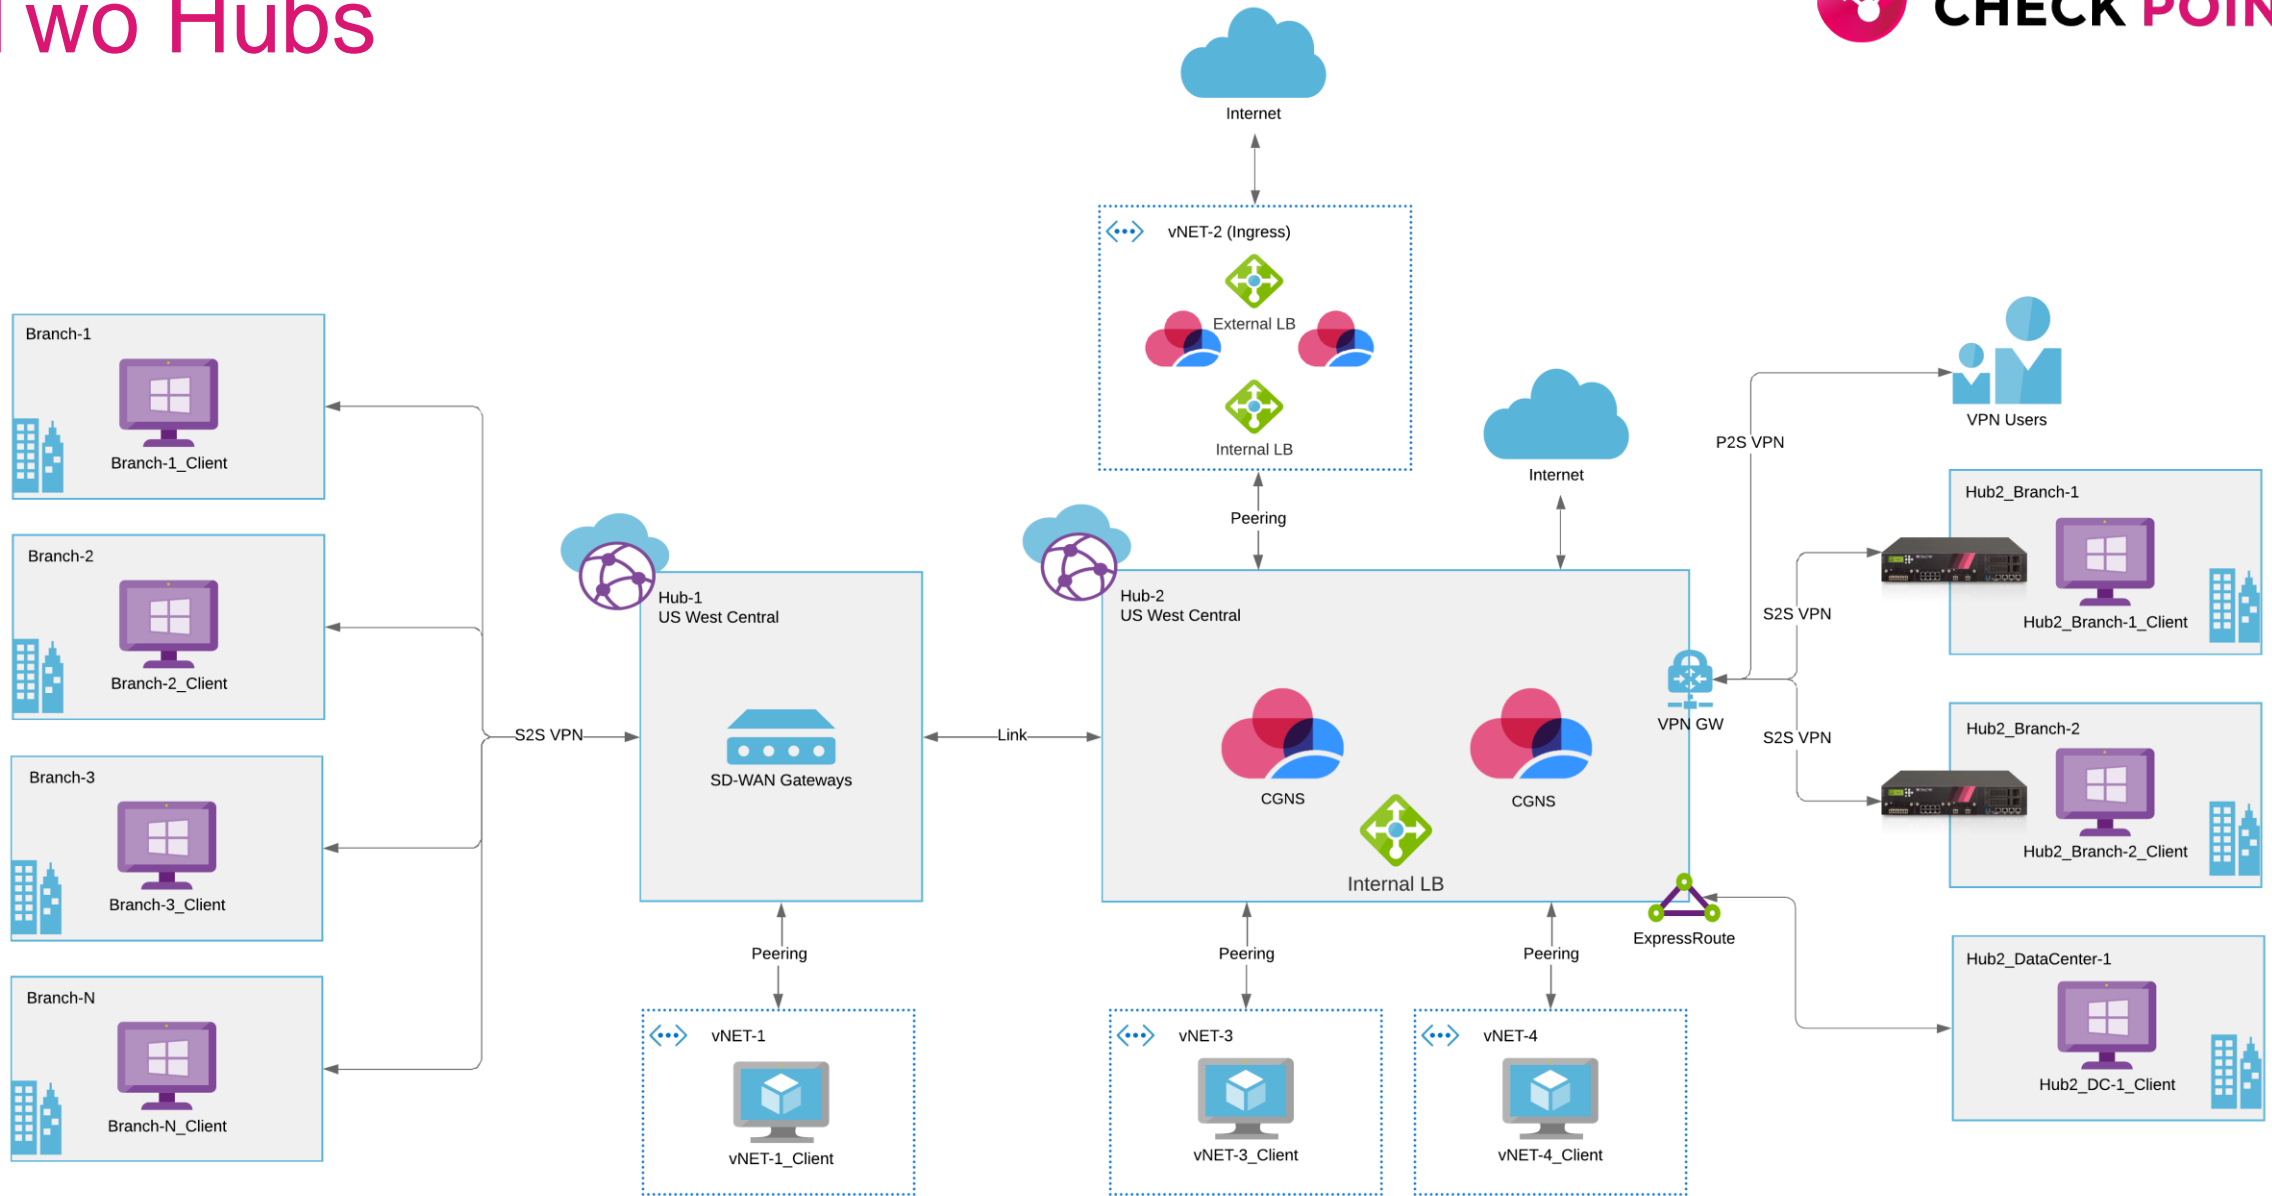 Two Hubs
CHECK POIN
Internet
vNET-2 (Ingress)
External LB
Internal LB
Peering
Internet
Branch-1
Branch-1_Client
Branch-2
Branch-2_Client
Branch-3
Branch-3_Client
Branch-N
Branch-N_Client
S2S VPN
Hub-1
US West Central
SD-WAN Gateways
Link
Peering
vNET-1
vNET-1_Client
Hub-2
US West Central
CGNS
CGNS
Internal LB
VPN GW
ExpressRoute
Peering
Peering
vNET-3
vNET-3_Client
vNET-4
vNET-4_Client
P2S VPN
VPN Users
S2S VPN
S2S VPN
Hub2_Branch-1
Hub2_Branch-1_Client
Hub2_Branch-2
Hub2_Branch-2_Client
Hub2_DataCenter-1
Hub2_DC-1_Client